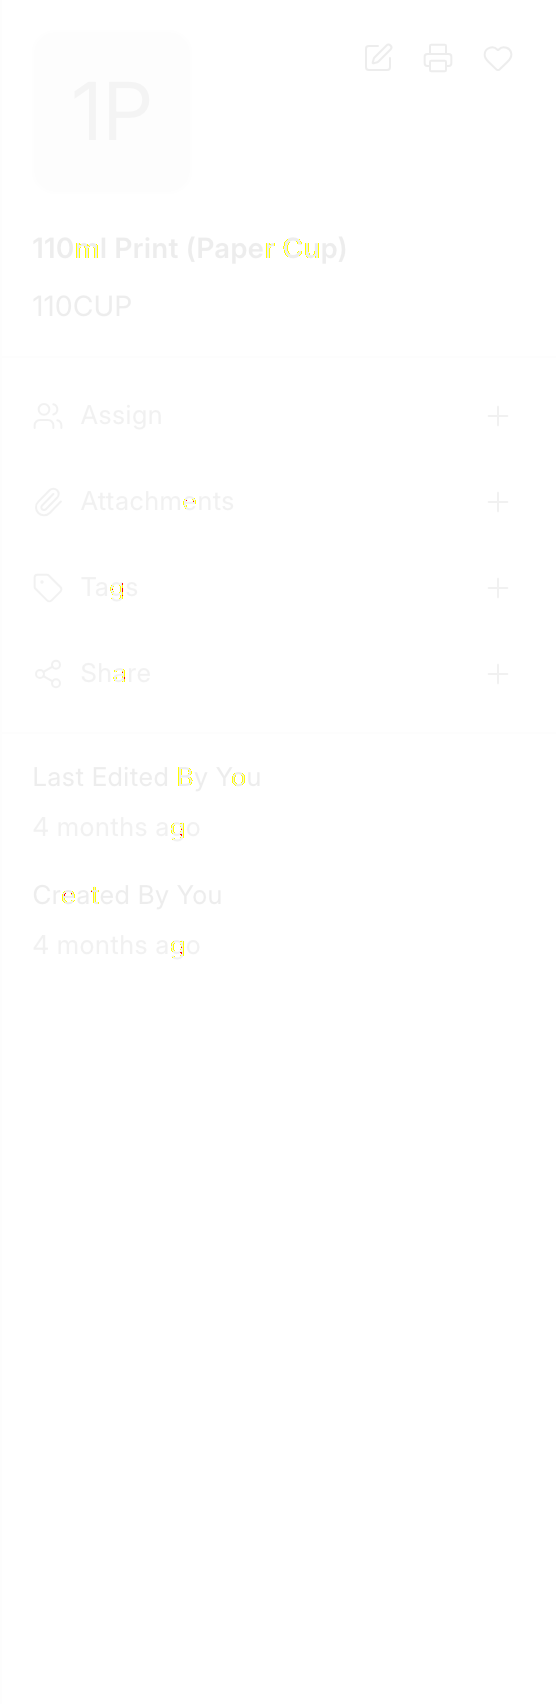 1P
110ml Print (Paper Cup)
110CUP
Assign
Attachments
Tags
Share
Last Edited By You
4 months ago
Created By You
4 months ago